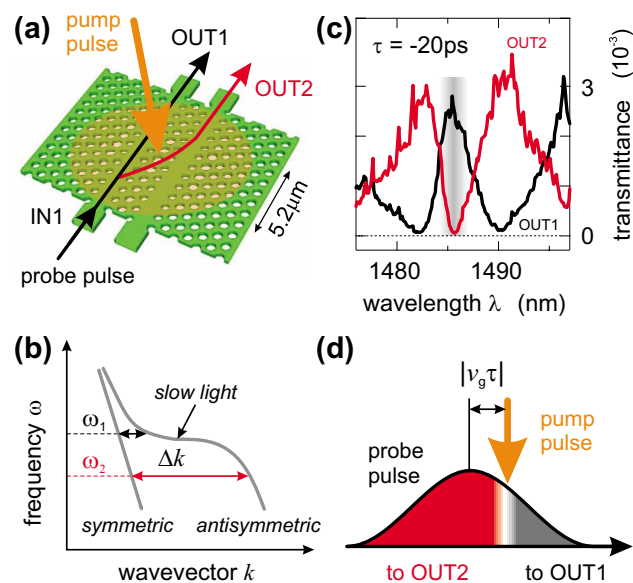 (a)
pump
pulse
OUT1
OUT2
IN1
probe pulse
5.2μm
(c)
τ = -20ps
OUT2
OUT1
3
0
transmittance (10⁻³)
1480
1490
wavelength λ (nm)
(b)
frequency ω
ω₁
ω₂
slow light
Δk
symmetric
antisymmetric
wavevector k
(d)
|vgτ|
pump
pulse
probe
pulse
to OUT2
to OUT1